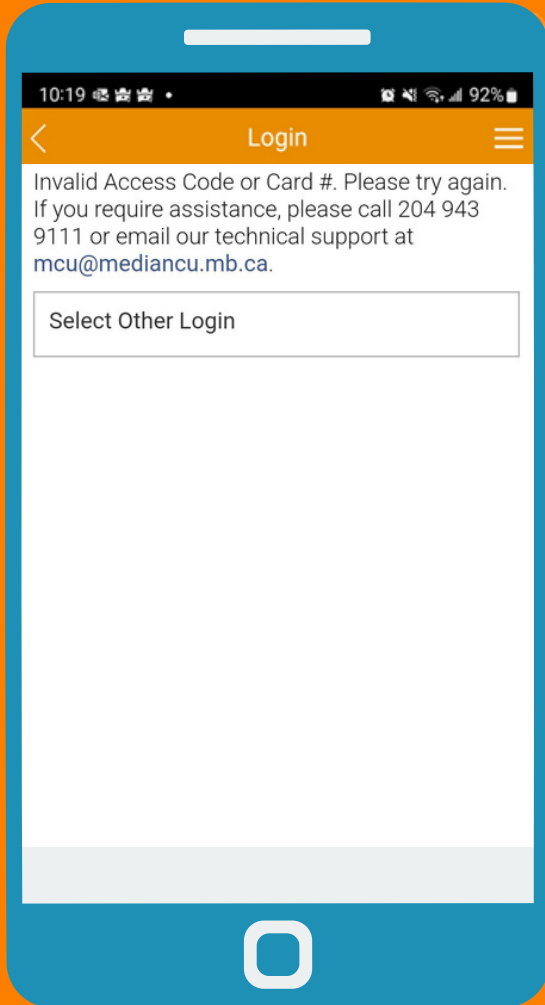 10:19
92%
Login
Invalid Access Code or Card #. Please try again.
If you require assistance, please call 204 943
9111 or email our technical support at
mcu@mediancu.mb.ca.
Select Other Login